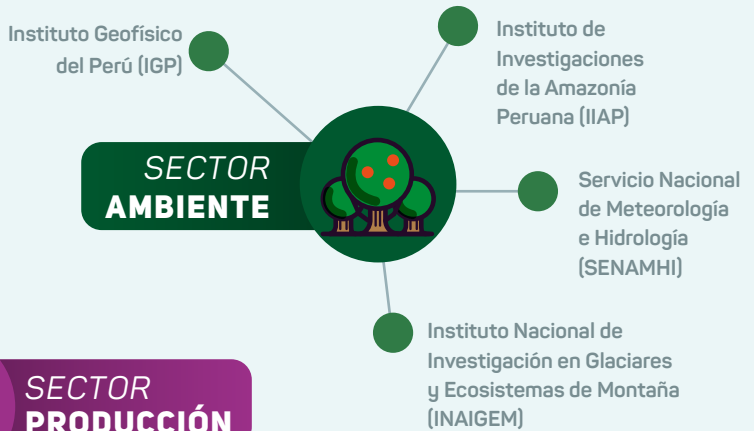 Instituto Geofísico
del Perú (IGP)
Instituto de
Investigaciones
de la Amazonía
Peruana (IIAP)
SECTOR
AMBIENTE
Servicio Nacional
de Meteorología
e Hidrología
(SENAMHI)
Instituto Nacional de
Investigación en Glaciares
y Ecosistemas de Montaña
(INAIGEM)
SECTOR
PRODUCCIÓN